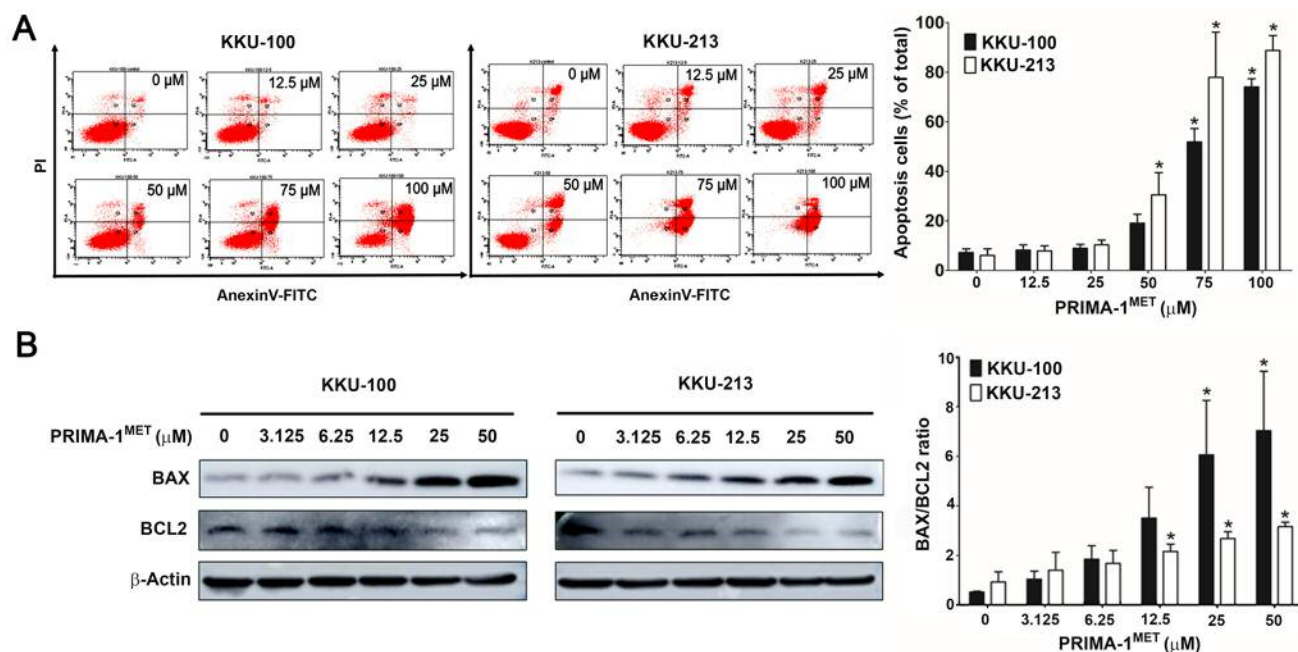 A
KKU-100
KKU-213
0 µM
12.5 µM
25 µM
0 µM
12.5 µM
25 µM
50 µM
75 µM
100 µM
50 µM
75 µM
100 µM
PI
AnexinV-FITC
AnexinV-FITC
KKU-100
KKU-213
Apoptosis cells (% of total)
100
80
60
40
20
0
* * * * *
0 12.5 25 50 75 100
PRIMA-1MET (µM)
B
KKU-100
KKU-213
PRIMA-1MET (µM)
0 3.125 6.25 12.5 25 50
0 3.125 6.25 12.5 25 50
BAX
BCL2
β-Actin
KKU-100
KKU-213
BAX/BCL2 ratio
10
8
6
4
2
0
* * * * *
0 3.125 6.25 12.5 25 50
PRIMA-1MET (µM)